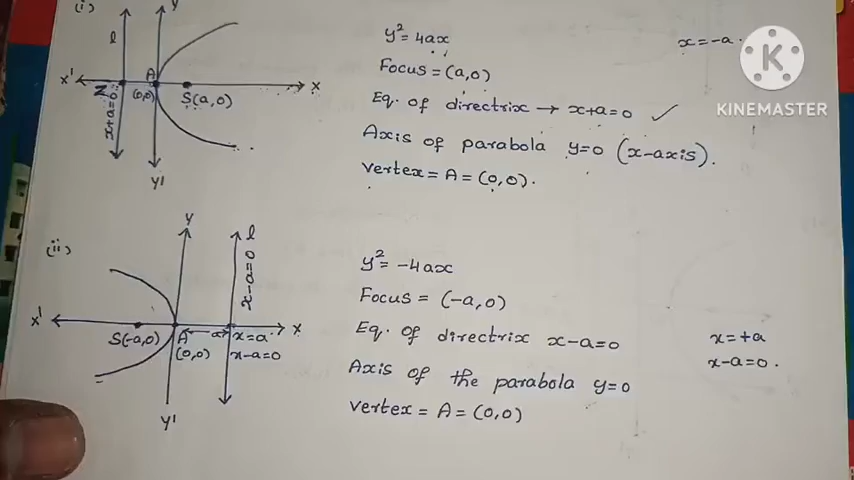 (i)
y
l
x'
Z
A
(0,0)
S(a,0)
x
x+a=0
y'
y² = 4ax
Focus = (a,0)
Eq. of directrix → x+a=0 ✓
Axis of parabola y=0 (x-axis).
Vertex = A = (0,0).
x = -a.
KINEMASTER
(ii)
y
l
x-a=0
x'
S(-a,0)
A
(0,0)
a
x=a
x-a=0
x
y'
y² = -4ax
Focus = (-a,0)
Eq. of directrix x-a=0
Axis of the parabola y=0
Vertex = A = (0,0)
x=+a
x-a=0.